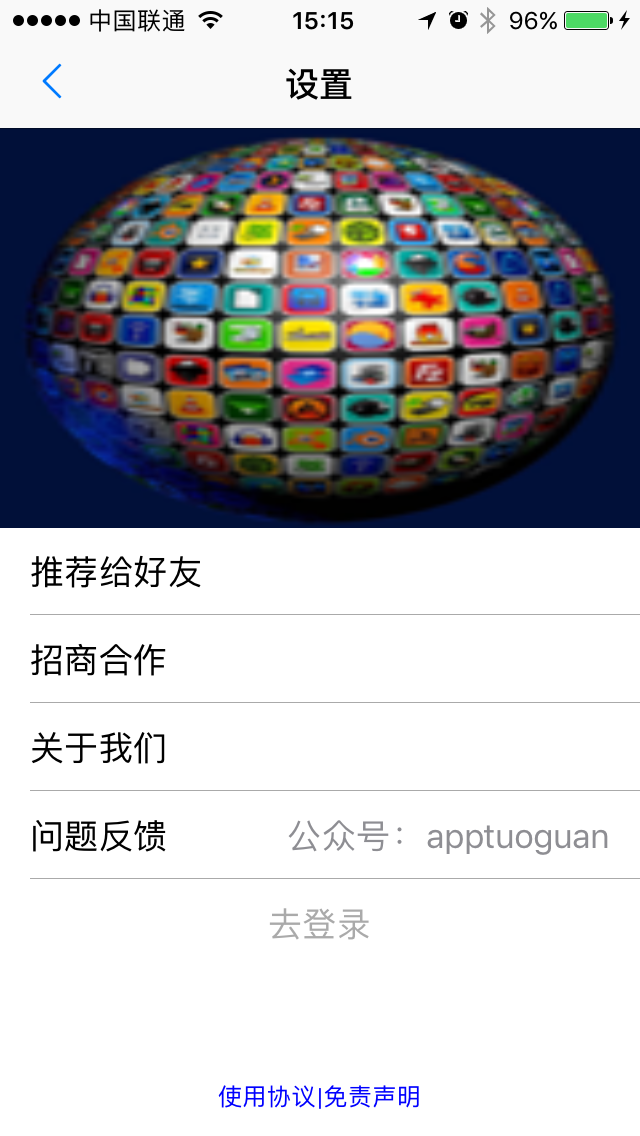 中国联通 15:15 96%
设置
推荐给好友
招商合作
关于我们
问题反馈 公众号：apptuoguan
去登录
使用协议|免责声明